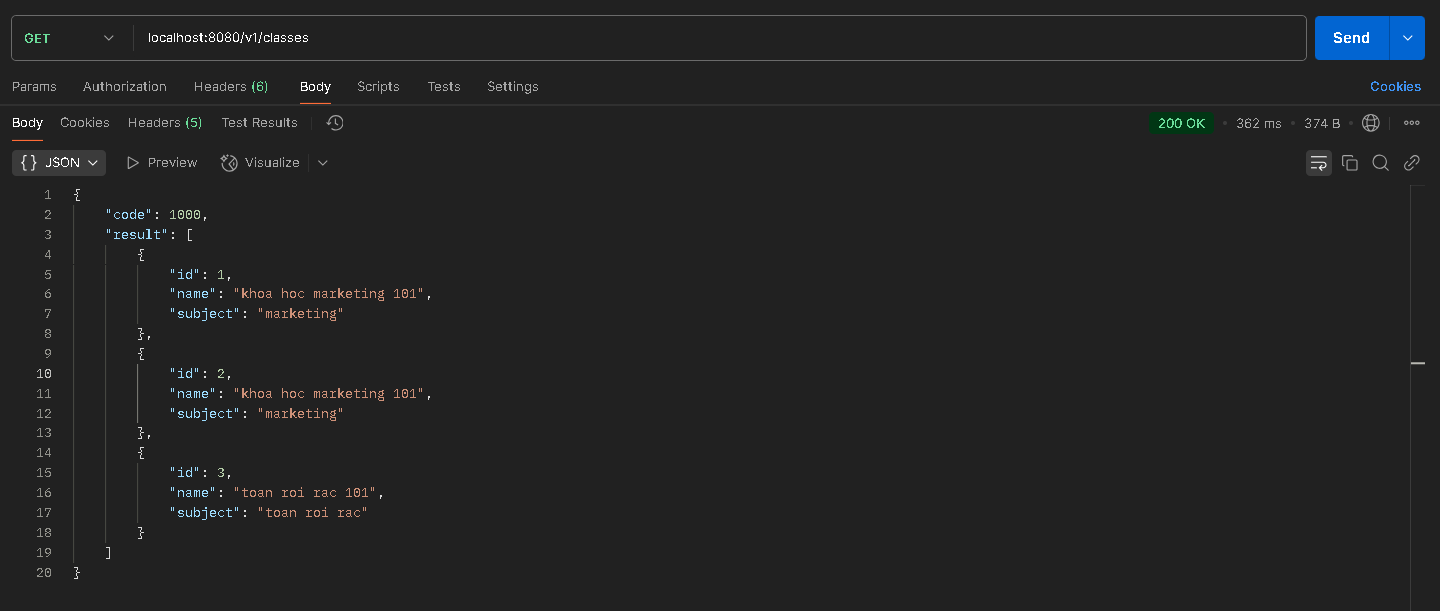 GET localhost:8080/v1/classes Send
Params Authorization Headers (6) Body Scripts Tests Settings Cookies
Body Cookies Headers (5) Test Results 200 OK • 362 ms • 374 B •
{} JSON Preview Visualize
1 {
2 "code": 1000,
3 "result": [
4 {
5 "id": 1,
6 "name": "khoa hoc marketing 101",
7 "subject": "marketing"
8 },
9 {
10 "id": 2,
11 "name": "khoa hoc marketing 101",
12 "subject": "marketing"
13 },
14 {
15 "id": 3,
16 "name": "toan roi rac 101",
17 "subject": "toan roi rac"
18 }
19 ]
20 }